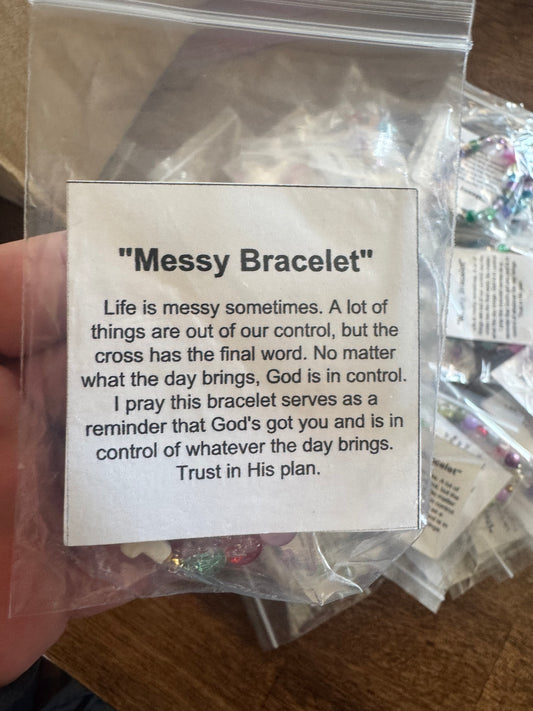 "Messy Bracelet"
Life is messy sometimes. A lot of
things are out of our control, but the
cross has the final word. No matter
what the day brings, God is in control.
I pray this bracelet serves as a
reminder that God's got you and is in
control of whatever the day brings.
Trust in His plan.